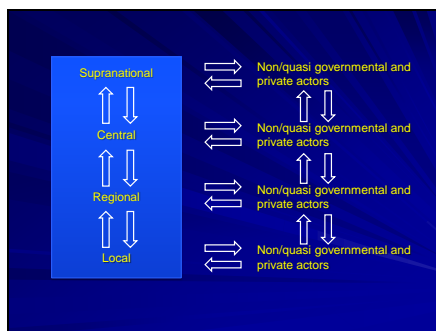 Supranational
Non/quasi governmental and
private actors
Central
Non/quasi governmental and
private actors
Regional
Non/quasi governmental and
private actors
Local
Non/quasi governmental and
private actors